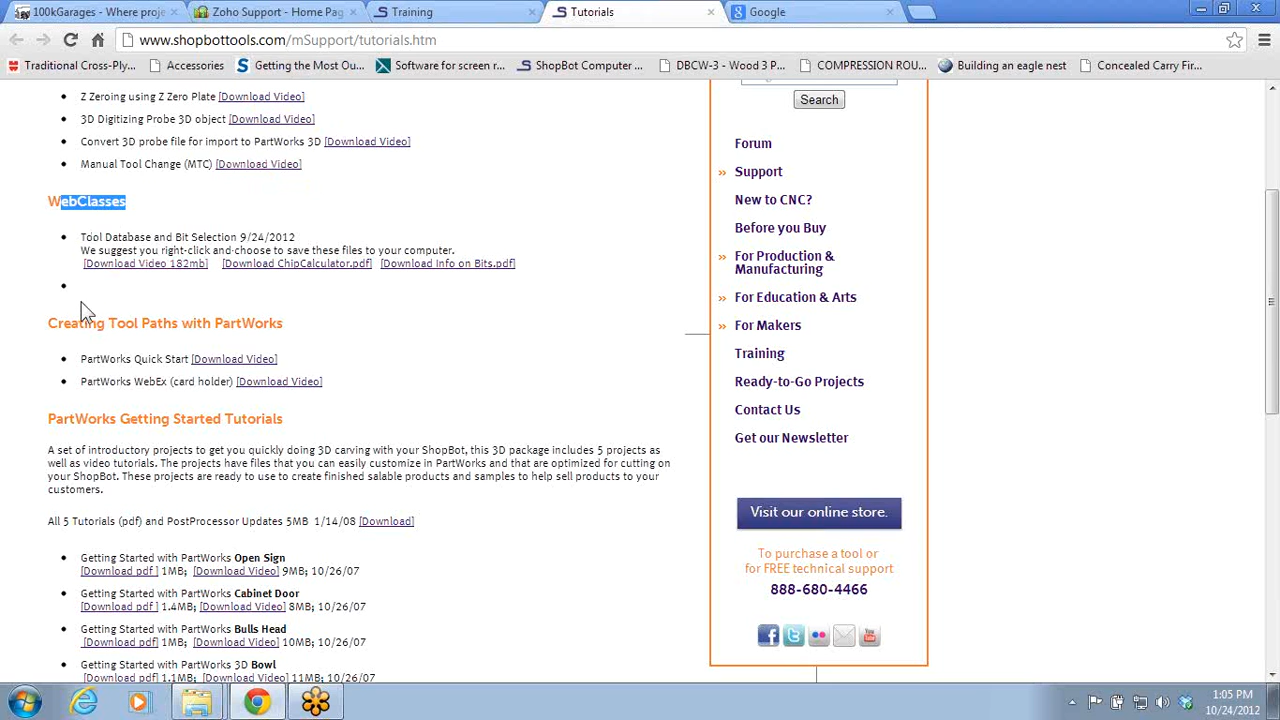 100kGarages - Where proje
Zoho Support - Home Pag
Training
Tutorials
Google
www.shopbottools.com/mSupport/tutorials.htm
Traditional Cross-Ply...
Accessories
Getting the Most Ou...
Software for screen r...
ShopBot Computer ...
DBCW-3 - Wood 3 P...
COMPRESSION ROU...
Building an eagle nest
Concealed Carry Fir...
Z Zeroing using Z Zero Plate [Download Video]
3D Digitizing Probe 3D object [Download Video]
Convert 3D probe file for import to PartWorks 3D [Download Video]
Manual Tool Change (MTC) [Download Video]
WebClasses
Tool Database and Bit Selection 9/24/2012
We suggest you right-click and-choose to save these files to your computer.
[Download Video 182mb] [Download ChipCalculator.pdf] [Download Info on Bits.pdf]
Creating Tool Paths with PartWorks
PartWorks Quick Start [Download Video]
PartWorks WebEx (card holder) [Download Video]
PartWorks Getting Started Tutorials
A set of introductory projects to get you quickly doing 3D carving with your ShopBot, this 3D package includes 5 projects as
well as video tutorials. The projects have files that you can easily customize in PartWorks and that are optimized for cutting on
your ShopBot. These projects are ready to use to create finished salable products and samples to help sell products to your
customers.
All 5 Tutorials (pdf) and PostProcessor Updates 5MB 1/14/08 [Download]
Getting Started with PartWorks Open Sign
[Download pdf ] 1MB; [Download Video] 9MB; 10/26/07
Getting Started with PartWorks Cabinet Door
[Download pdf ] 1.4MB; [Download Video] 8MB; 10/26/07
Getting Started with PartWorks Bulls Head
[Download pdf ] 1MB; [Download Video] 10MB; 10/26/07
Getting Started with PartWorks 3D Bowl
[Download pdf ] 1.1MB; [Download Video] 11MB; 10/26/07
Search
Forum
» Support
New to CNC?
Before you Buy
» For Production &
Manufacturing
» For Education & Arts
» For Makers
Training
Ready-to-Go Projects
Contact Us
Get our Newsletter
Visit our online store.
To purchase a tool or
for FREE technical support
888-680-4466
1:05 PM
10/24/2012